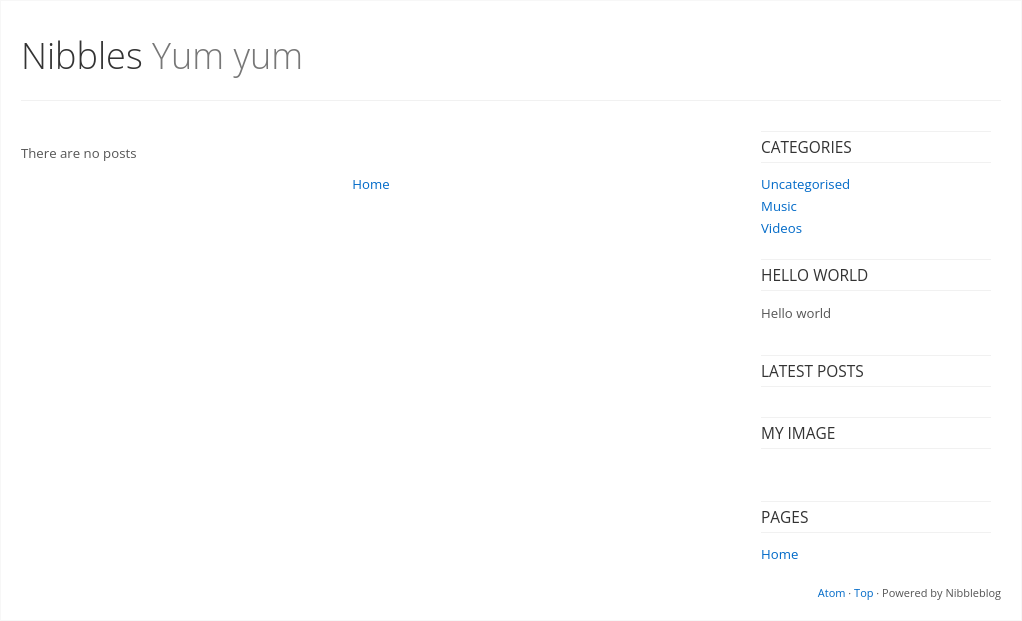 Nibbles Yum yum
There are no posts
Home
CATEGORIES
Uncategorised
Music
Videos
HELLO WORLD
Hello world
LATEST POSTS
MY IMAGE
PAGES
Home
Atom · Top · Powered by Nibbleblog